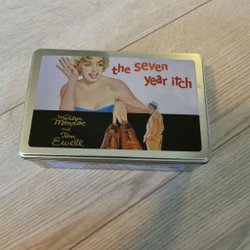 the seven
year itch
Marilyn
Monroe
and
Tom
Ewell